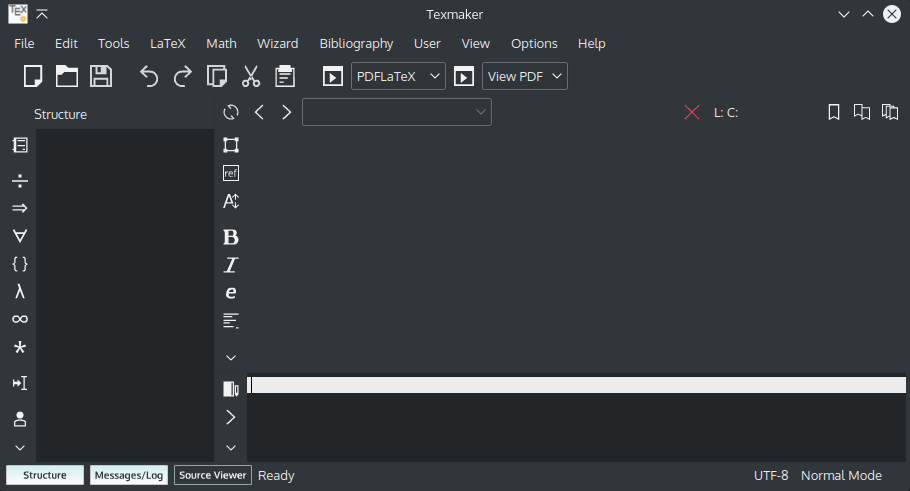 TEX Texmaker
File Edit Tools LaTeX Math Wizard Bibliography User View Options Help
PDFLaTeX View PDF
Structure L: C:
ref
A
B
I
e
Structure Messages/Log Source Viewer Ready UTF-8 Normal Mode